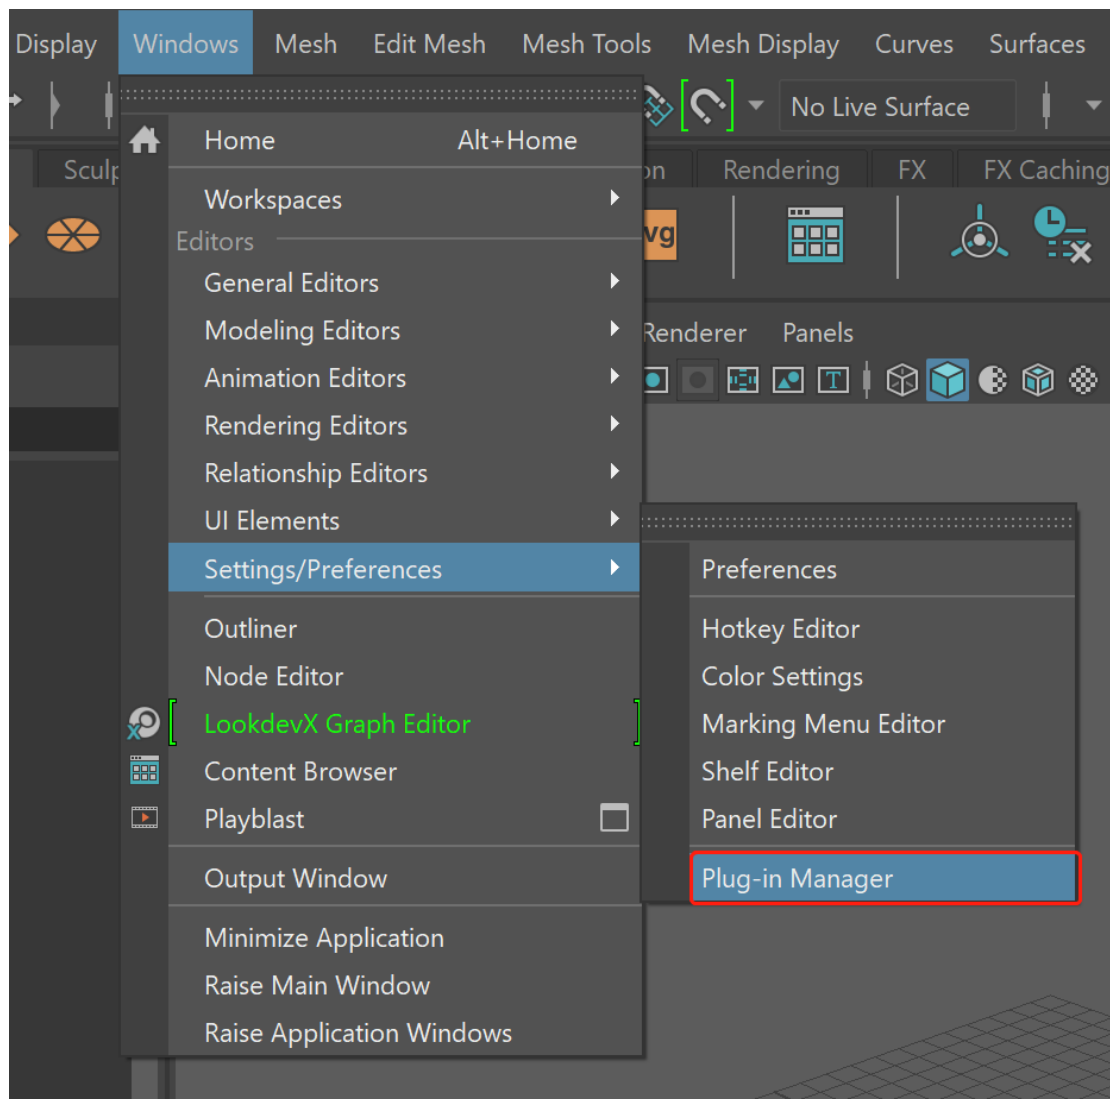 Display Windows Mesh Edit Mesh Mesh Tools Mesh Display Curves Surfaces
No Live Surface
Home Alt+Home
Rendering FX FX Caching
Workspaces
Editors
vg
General Editors
Modeling Editors
Renderer Panels
Animation Editors
T
Rendering Editors
Relationship Editors
UI Elements
Settings/Preferences
Preferences
Outliner
Hotkey Editor
Node Editor
Color Settings
LookdevX Graph Editor
Marking Menu Editor
Content Browser
Shelf Editor
Playblast
Panel Editor
Output Window
Plug-in Manager
Minimize Application
Raise Main Window
Raise Application Windows